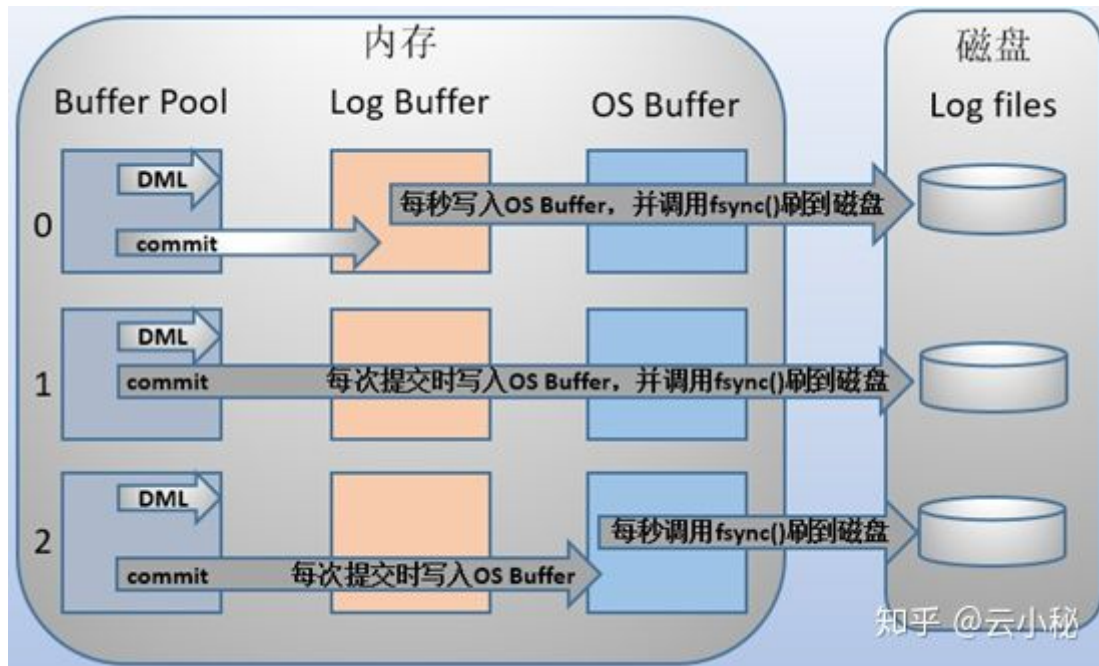 内存
磁盘
Buffer Pool
Log Buffer
OS Buffer
Log files
0
DML
每秒写入OS Buffer，并调用fsync()刷到磁盘
commit
1
DML
commit
每次提交时写入OS Buffer，并调用fsync()刷到磁盘
2
DML
每秒调用fsync()刷到磁盘
commit
每次提交时写入OS Buffer
知乎 @云小秘